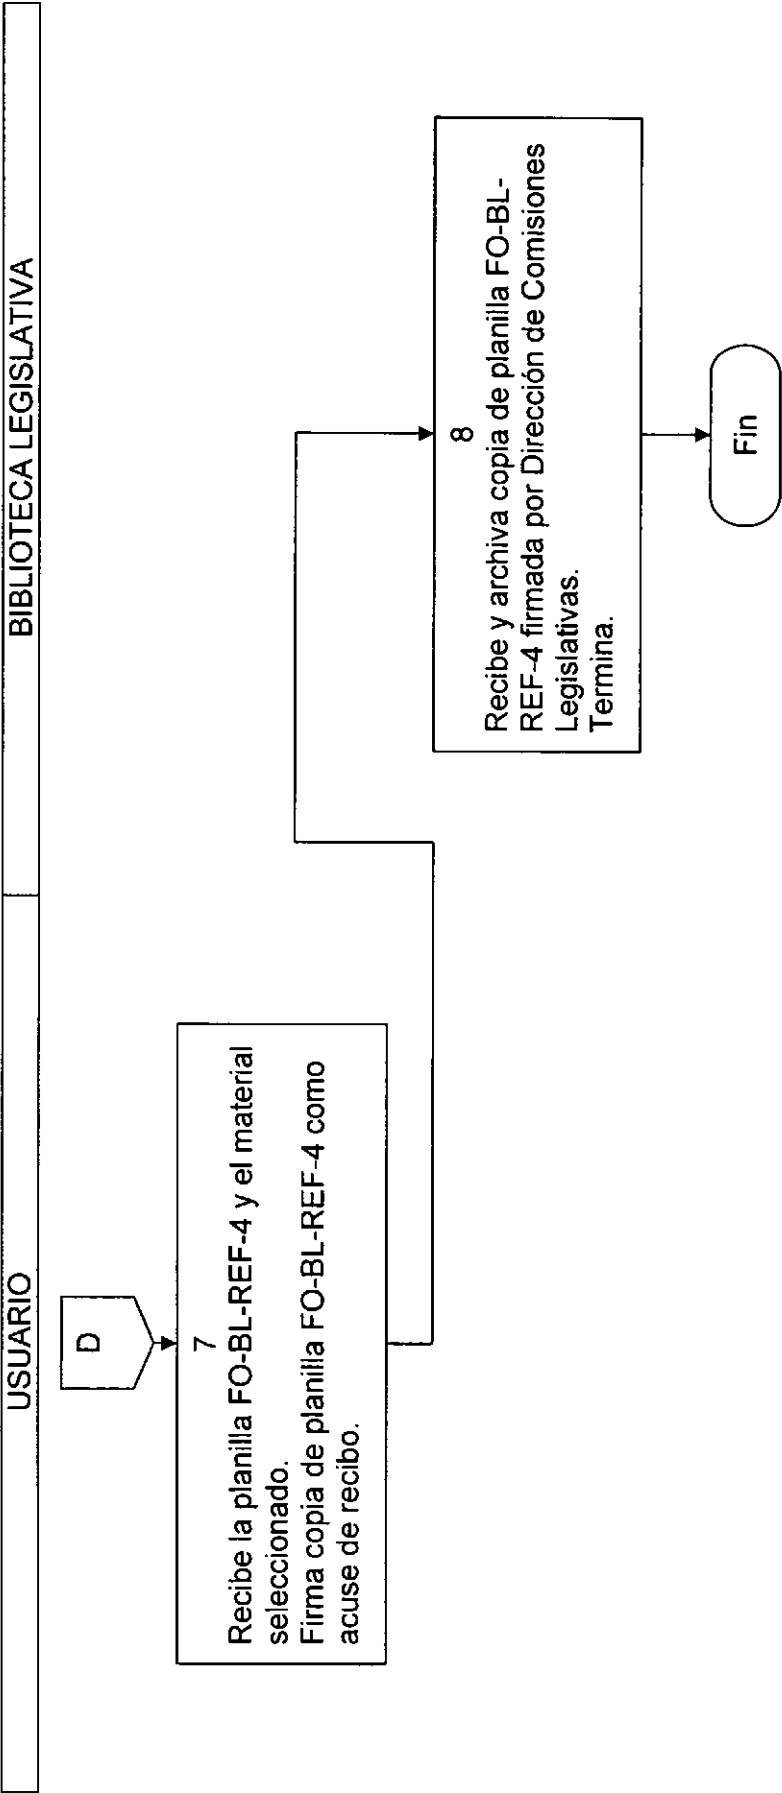 USUARIO
BIBLIOTECA LEGISLATIVA
D
7
Recibe la planilla FO-BL-REF-4 y el material
seleccionado.
Firma copia de planilla FO-BL-REF-4 como
acuse de recibo.
8
Recibe y archiva copia de planilla FO-BL-
REF-4 firmada por Dirección de Comisiones
Legislativas.
Termina.
Fin